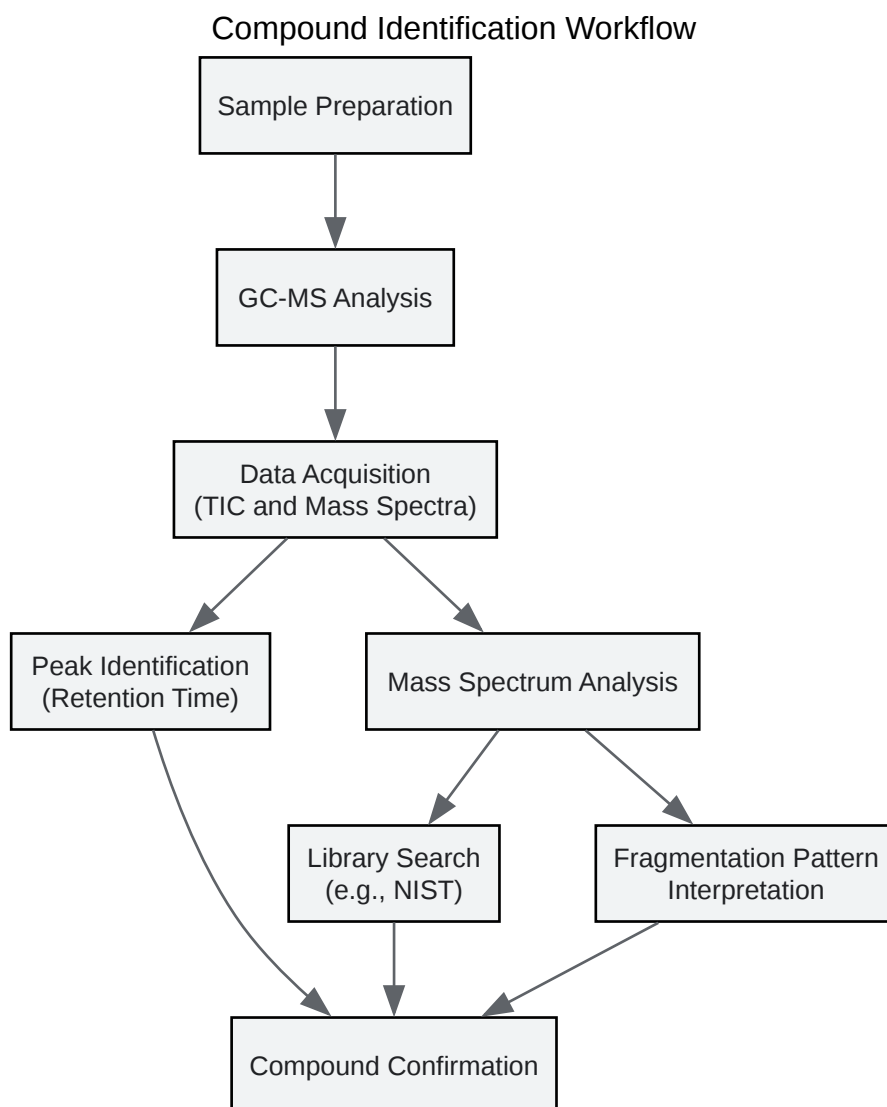 Compound Identification Workflow
Sample Preparation
GC-MS Analysis
Data Acquisition
(TIC and Mass Spectra)
Peak Identification
(Retention Time)
Mass Spectrum Analysis
Library Search
(e.g., NIST)
Fragmentation Pattern
Interpretation
Compound Confirmation